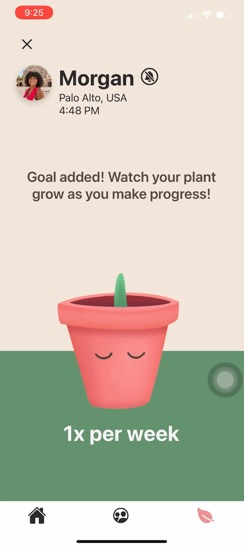 9:25
Morgan
Palo Alto, USA
4:48 PM
Goal added! Watch your plant
grow as you make progress!
1x per week